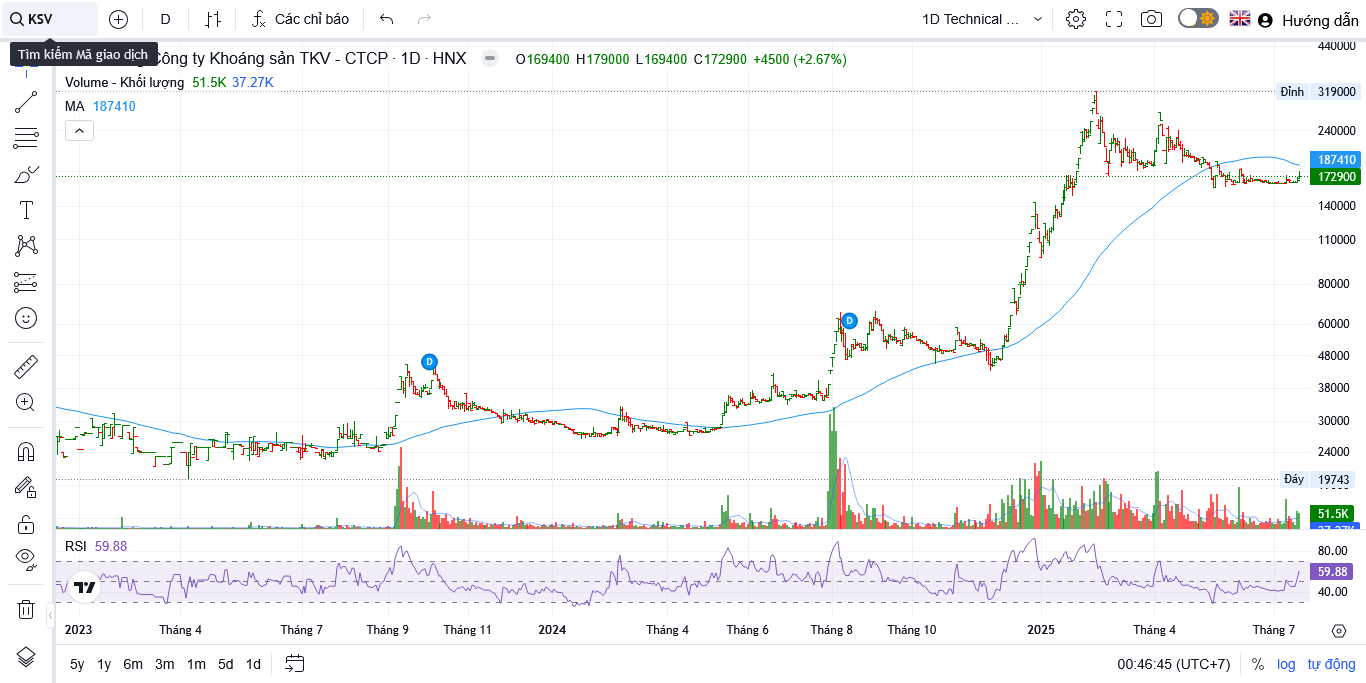 KSV D Các chỉ báo 1D Technical ... Hướng dẫn
Tìm kiếm Mã giao dịch
Công ty Khoáng sản TKV - CTCP · 1D · HNX O169400 H179000 L169400 C172900 +4500 (+2.67%)
Volume - Khối lượng 51.5K 37.27K
MA 187410
440000
Đỉnh 319000
240000
187410
172900
140000
110000
80000
60000
48000
38000
30000
24000
Đáy 19743
51.5K
D
D
RSI 59.88
80.00
59.88
40.00
2023 Tháng 4 Tháng 7 Tháng 9 Tháng 11 2024 Tháng 4 Tháng 6 Tháng 8 Tháng 10 2025 Tháng 4 Tháng 7
5y 1y 6m 3m 1m 5d 1d 00:46:45 (UTC+7) % log tự động